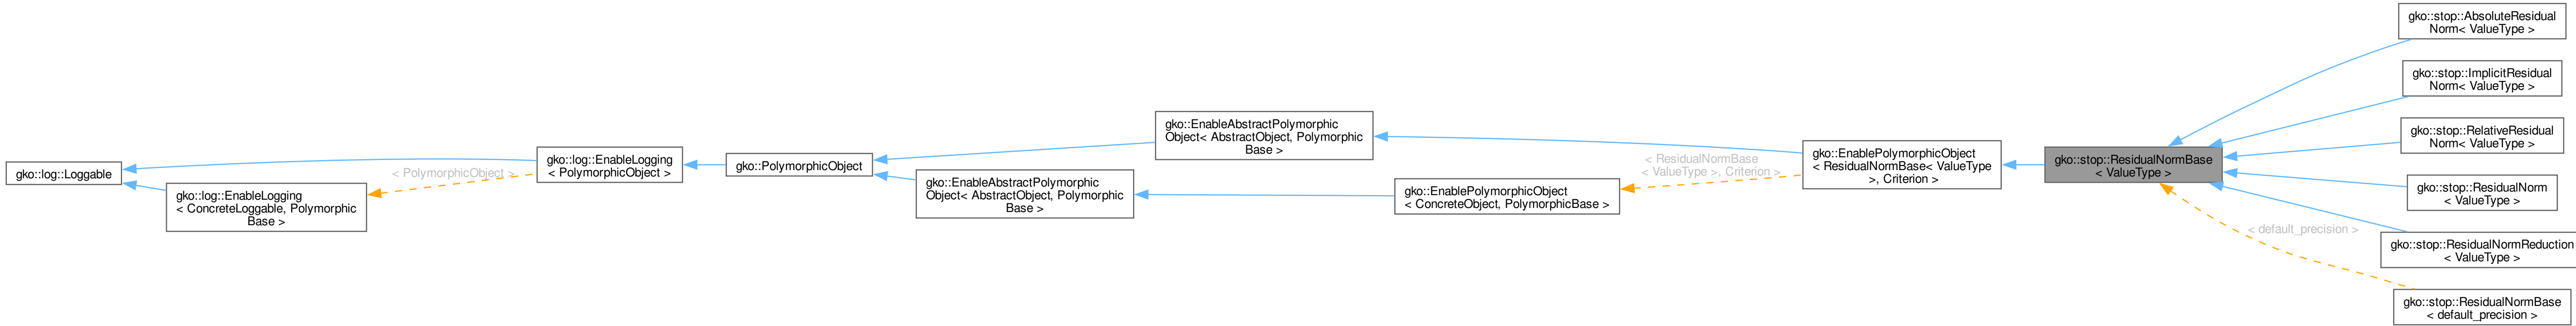 gko::log::Loggable
gko::log::EnableLogging
< ConcreteLoggable, Polymorphic
Base >
< PolymorphicObject >
gko::log::EnableLogging
< PolymorphicObject >
gko::PolymorphicObject
gko::EnableAbstractPolymorphic
Object< AbstractObject, Polymorphic
Base >
gko::EnableAbstractPolymorphic
Object< AbstractObject, Polymorphic
Base >
gko::EnablePolymorphicObject
< ConcreteObject, PolymorphicBase >
< ResidualNormBase
< ValueType >, Criterion >
gko::EnablePolymorphicObject
< ResidualNormBase< ValueType
>, Criterion >
gko::stop::ResidualNormBase
< ValueType >
gko::stop::AbsoluteResidual
Norm< ValueType >
gko::stop::ImplicitResidual
Norm< ValueType >
gko::stop::RelativeResidual
Norm< ValueType >
gko::stop::ResidualNorm
< ValueType >
gko::stop::ResidualNormReduction
< ValueType >
< default_precision >
gko::stop::ResidualNormBase
< default_precision >